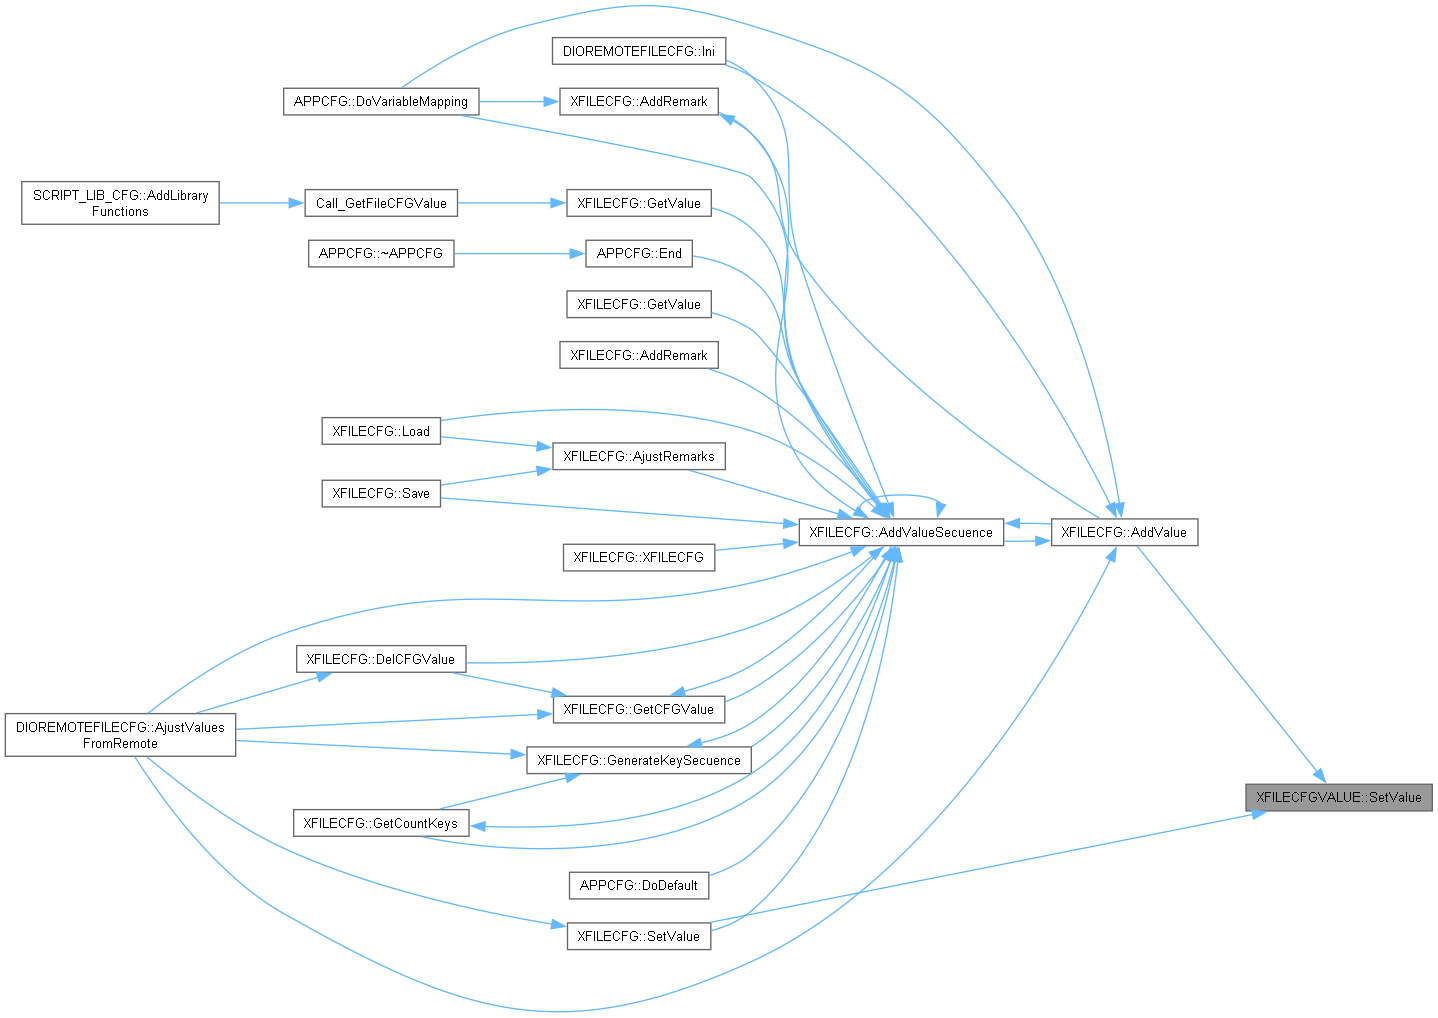 DIOREMOTEFILECFG::Ini
APPCFG::DoVariableMapping
XFILECFG::AddRemark
SCRIPT_LIB_CFG::AddLibrary
Functions
Call_GetFileCFGValue
XFILECFG::GetValue
APPCFG::~APPCFG
APPCFG::End
XFILECFG::GetValue
XFILECFG::AddRemark
XFILECFG::Load
XFILECFG::AjustRemarks
XFILECFG::Save
XFILECFG::AddValueSecuence
XFILECFG::AddValue
XFILECFG::XFILECFG
XFILECFG::DelCFGValue
XFILECFG::GetCFGValue
DIOREMOTEFILECFG::AjustValues
FromRemote
XFILECFG::GenerateKeySecuence
XFILECFGVALUE::SetValue
XFILECFG::GetCountKeys
APPCFG::DoDefault
XFILECFG::SetValue